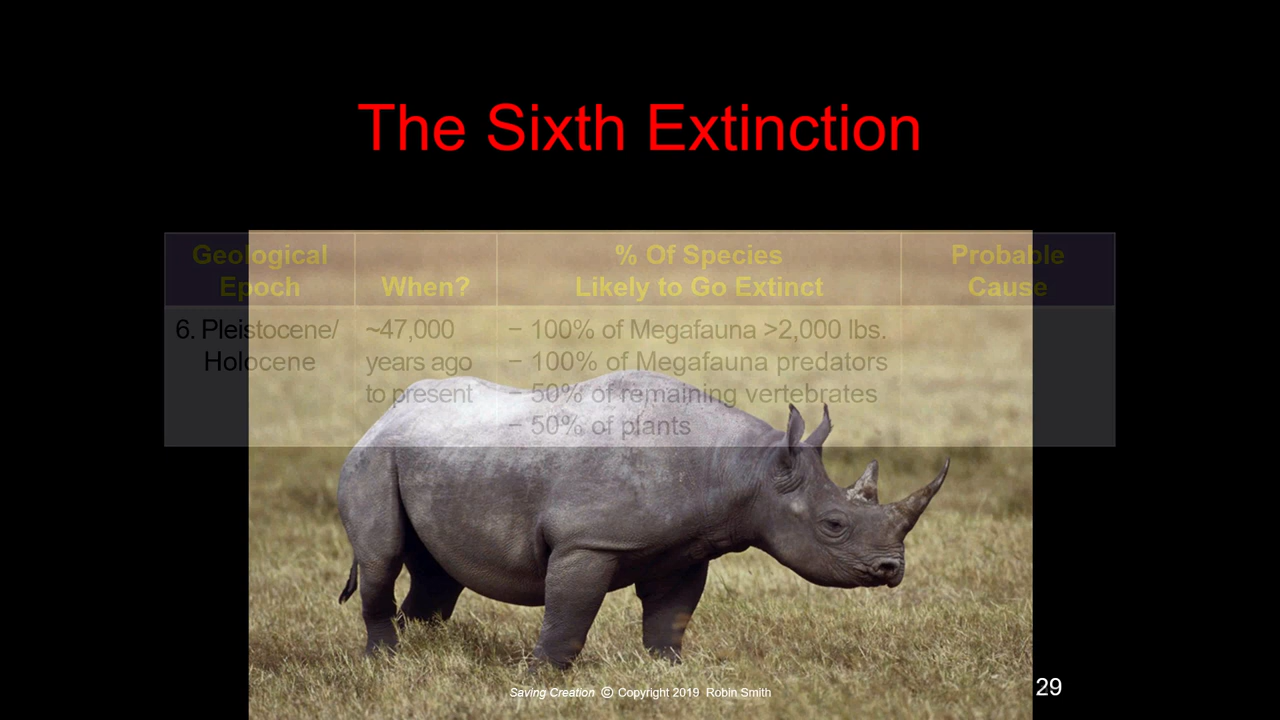 The Sixth Extinction
Geological Epoch
When?
% Of Species
Likely to Go Extinct
Probable Cause
6. Pleistocene/
Holocene
~47,000
years ago
to present
− 100% of Megafauna >2,000 lbs.
− 100% of Megafauna predators
− 50% of remaining vertebrates
− 50% of plants
Saving Creation © Copyright 2019 Robin Smith
29